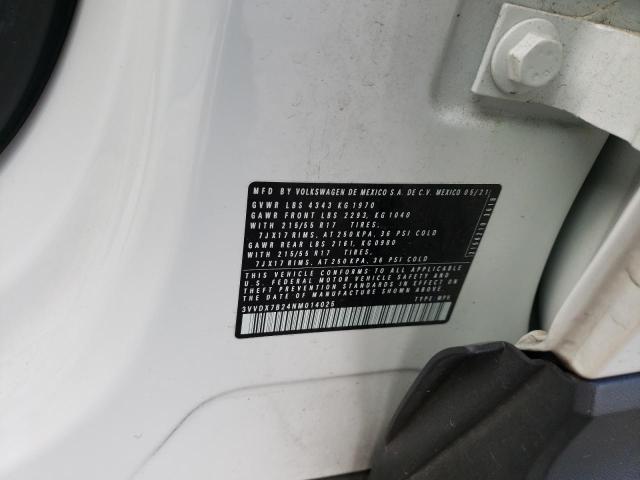 MFD BY VOLKSWAGEN DE MEXICO S.A. DE C.V. MEXICO 05/21
GVWR LBS 4343 KG 1970
GAWR FRONT LBS 2293, KG 1040
WITH 215/55 R17 TIRES.
7JX17 RIMS, AT 250 KPA, 36 PSI COLD
GAWR REAR LBS 2161, KG 0980
WITH 215/55 R17 TIRES.
7JX17 RIMS, AT 250 KPA, 36 PSI COLD
THIS VEHICLE CONFORMS TO ALL APPLICABLE
U.S. FEDERAL MOTOR VEHICLE SAFETY AND
THEFT PREVENTION STANDARDS IN EFFECT ON
THE DATE OF MANUFACTURE SHOWN ABOVE.
3VVDX7B24NM014026 TYPE MPV